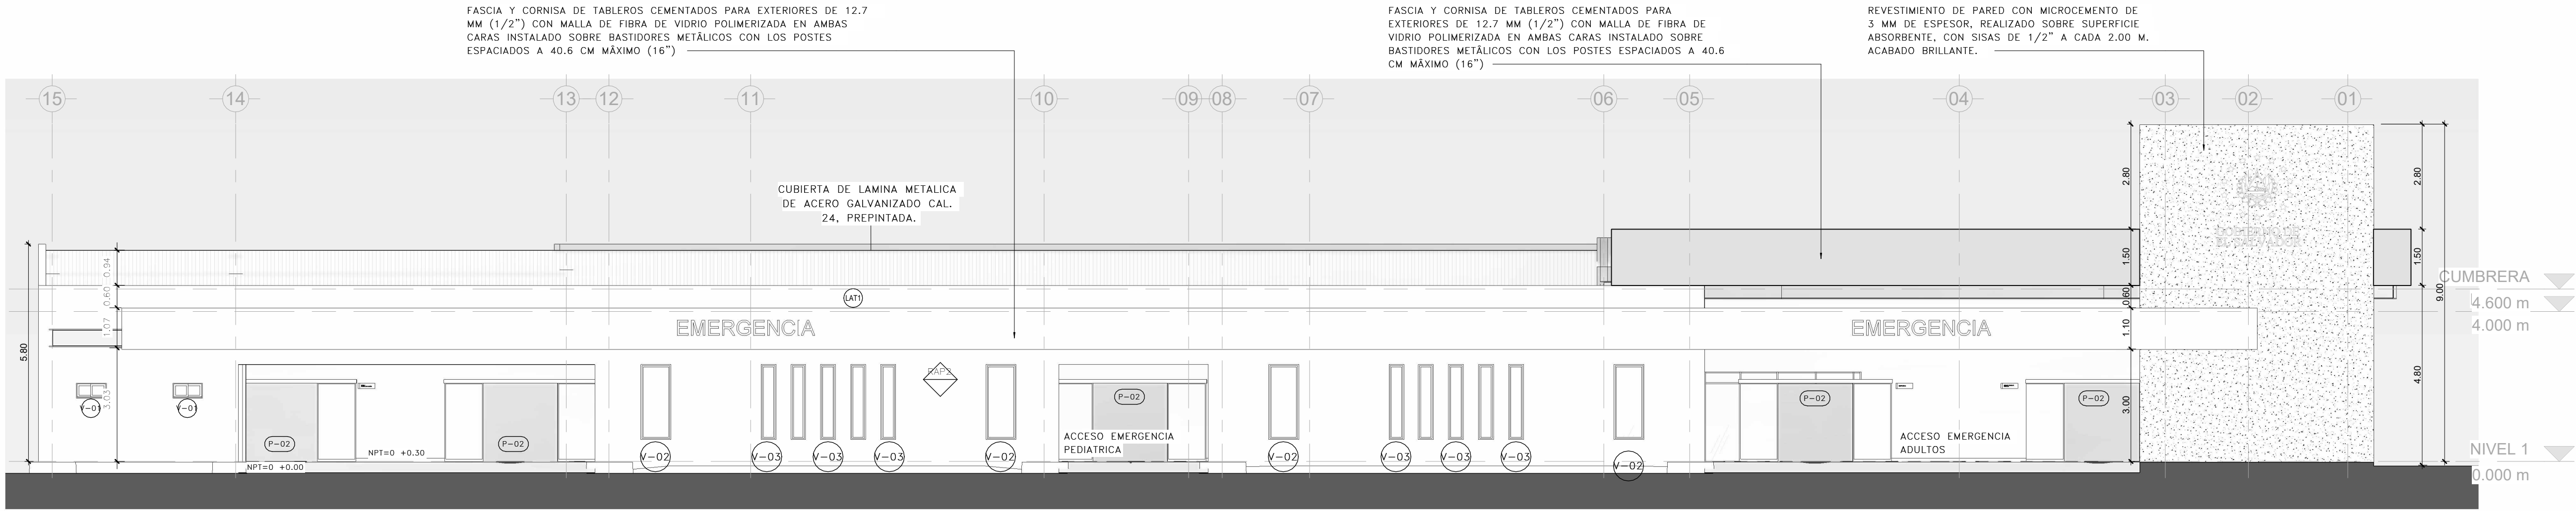 FASCIA Y CORNISA DE TABLEROS CEMENTADOS PARA EXTERIORES DE 12.7
MM (1/2") CON MALLA DE FIBRA DE VIDRIO POLIMERIZADA EN AMBAS
CARAS INSTALADO SOBRE BASTIDORES METÁLICOS CON LOS POSTES
ESPACIADOS A 40.6 CM MÁXIMO (16")
FASCIA Y CORNISA DE TABLEROS CEMENTADOS PARA
EXTERIORES DE 12.7 MM (1/2") CON MALLA DE FIBRA DE
VIDRIO POLIMERIZADA EN AMBAS CARAS INSTALADO SOBRE
BASTIDORES METÁLICOS CON LOS POSTES ESPACIADOS A 40.6
CM MÁXIMO (16")
REVESTIMIENTO DE PARED CON MICROCEMENTO DE
3 MM DE ESPESOR, REALIZADO SOBRE SUPERFICIE
ABSORBENTE, CON SISAS DE 1/2" A CADA 2.00 M.
ACABADO BRILLANTE.
15 14 13 12 11 10 09 08 07 06 05 04 03 02 01
CUBIERTA DE LAMINA METALICA
DE ACERO GALVANIZADO CAL.
24, PREPINTADA.
2.80
2.80
GOBIERNO DE
EL SALVADOR
0.94
1.50
1.50
CUMBRERA
9.00
4.600 m
4.000 m
0.60
LAT1
0.60
1.07
EMERGENCIA
EMERGENCIA
1.10
5.80
RAP2
4.80
3.03
3.00
V-01
V-01
P-02
P-02
P-02
P-02
P-02
ACCESO EMERGENCIA
PEDIATRICA
ACCESO EMERGENCIA
ADULTOS
NPT=0 +0.30
NPT=0 +0.00
V-02
V-03
V-03
V-03
V-02
V-02
V-03
V-03
V-03
V-02
NIVEL 1
0.000 m